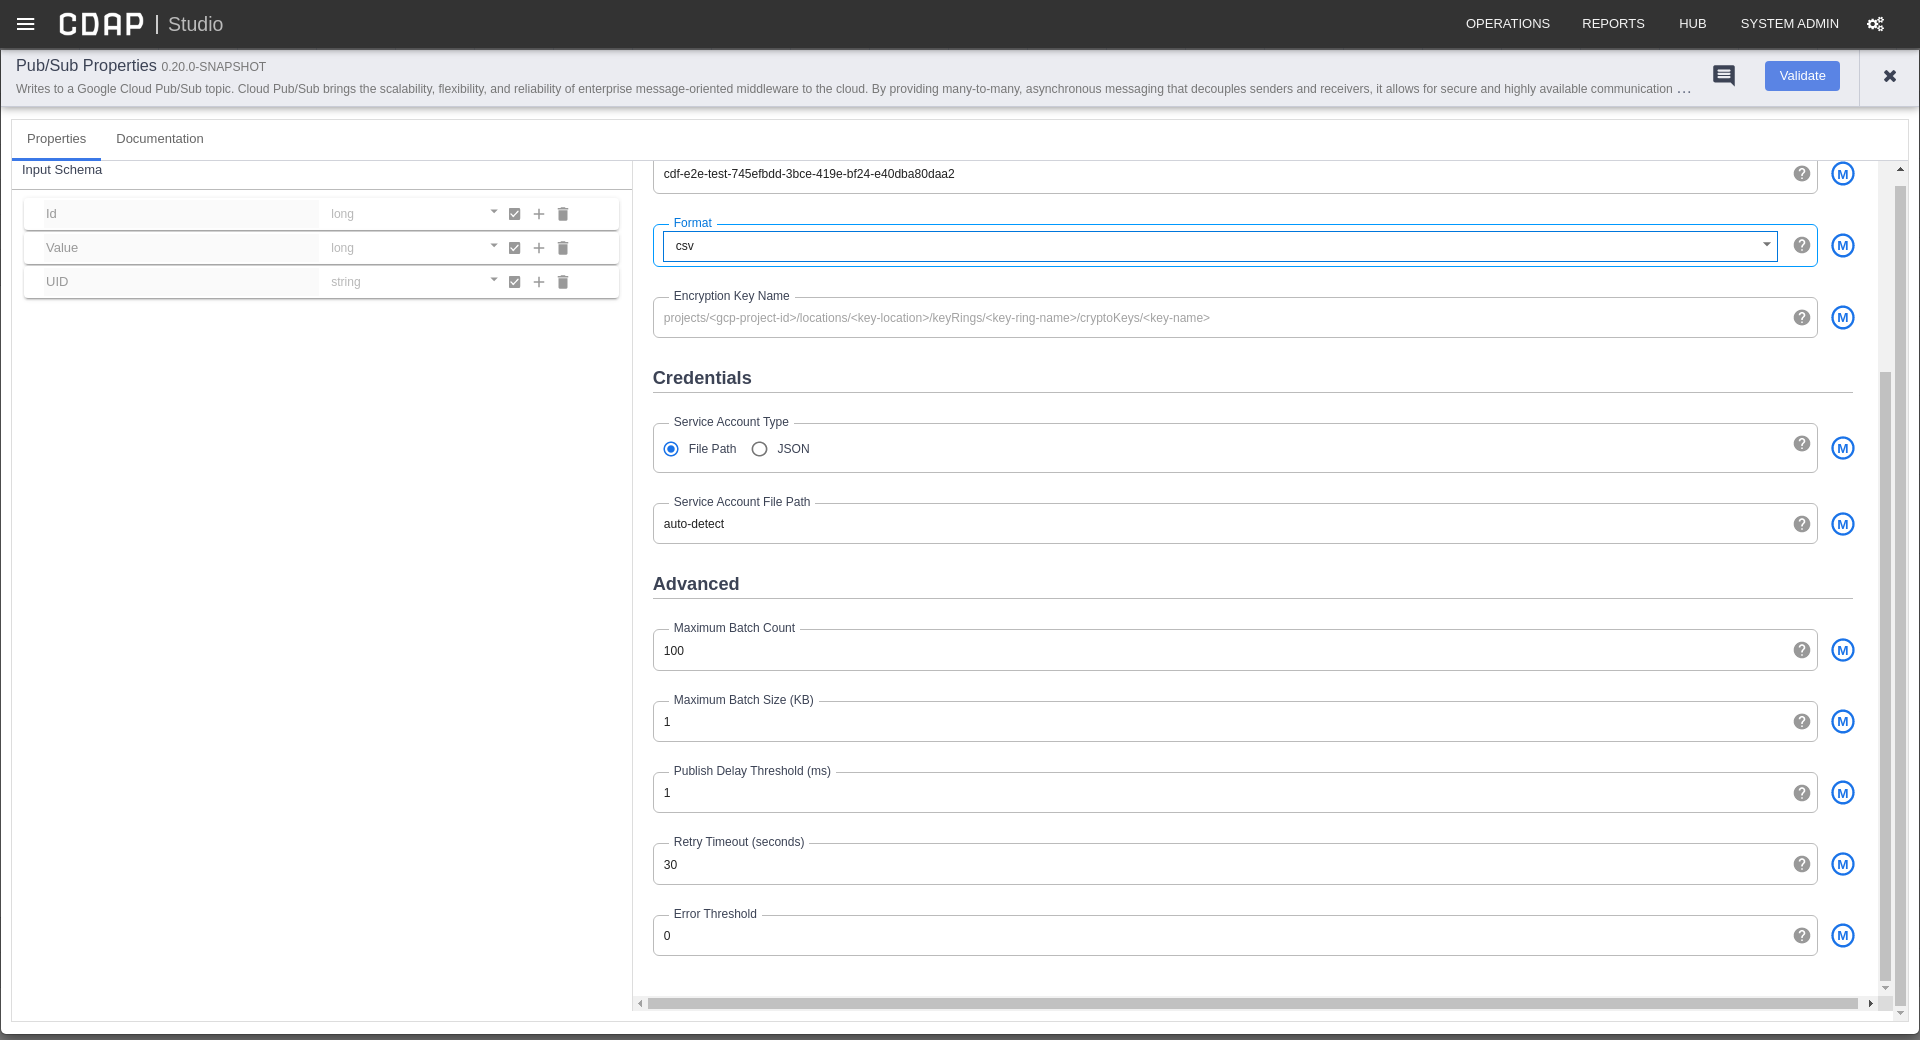 CDAP | Studio
OPERATIONS REPORTS HUB SYSTEM ADMIN
Pub/Sub Properties 0.20.0-SNAPSHOT
Writes to a Google Cloud Pub/Sub topic. Cloud Pub/Sub brings the scalability, flexibility, and reliability of enterprise message-oriented middleware to the cloud. By providing many-to-many, asynchronous messaging that decouples senders and receivers, it allows for secure and highly available communication ...
Validate
Properties Documentation
Input Schema
Id long
Value long
UID string
cdf-e2e-test-745efbdd-3bce-419e-bf24-e40dba80daa2
M
Format
csv
M
Encryption Key Name
projects/<gcp-project-id>/locations/<key-location>/keyRings/<key-ring-name>/cryptoKeys/<key-name>
M
Credentials
Service Account Type
File Path JSON
M
Service Account File Path
auto-detect
M
Advanced
Maximum Batch Count
100
M
Maximum Batch Size (KB)
1
M
Publish Delay Threshold (ms)
1
M
Retry Timeout (seconds)
30
M
Error Threshold
0
M